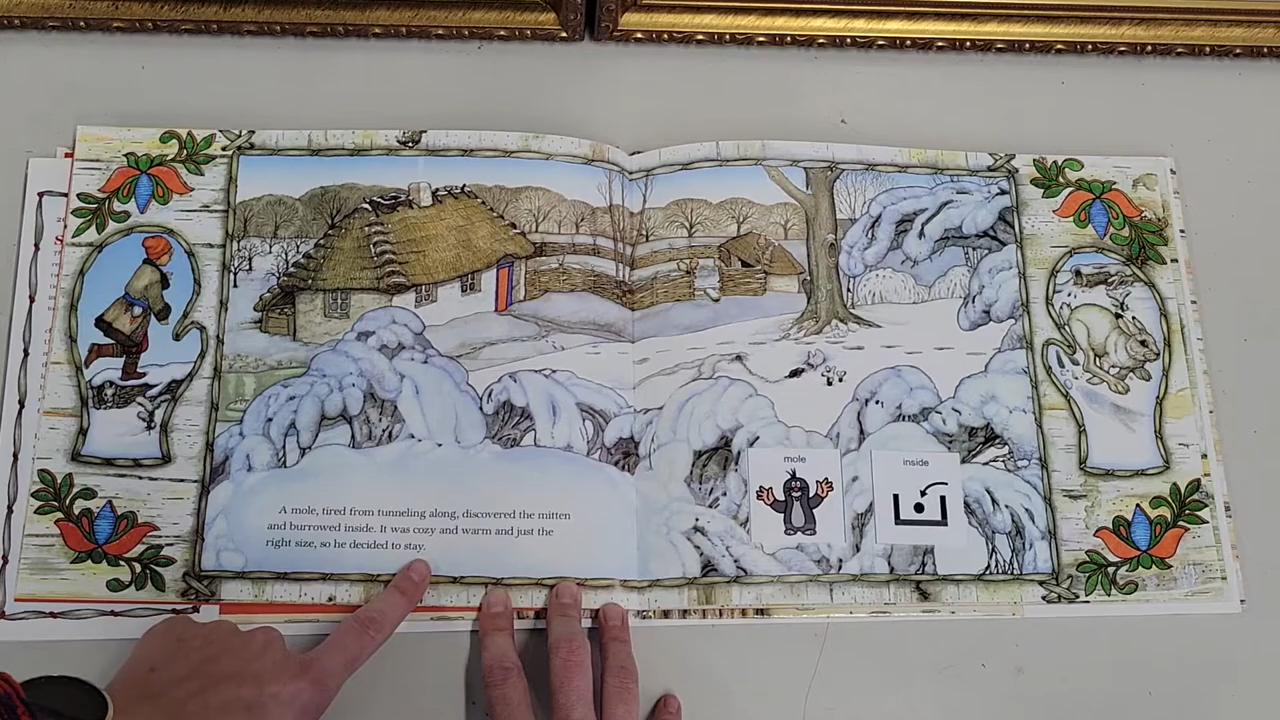 A mole, tired from tunneling along, discovered the mitten
and burrowed inside. It was cozy and warm and just the
right size, so he decided to stay.
mole
inside